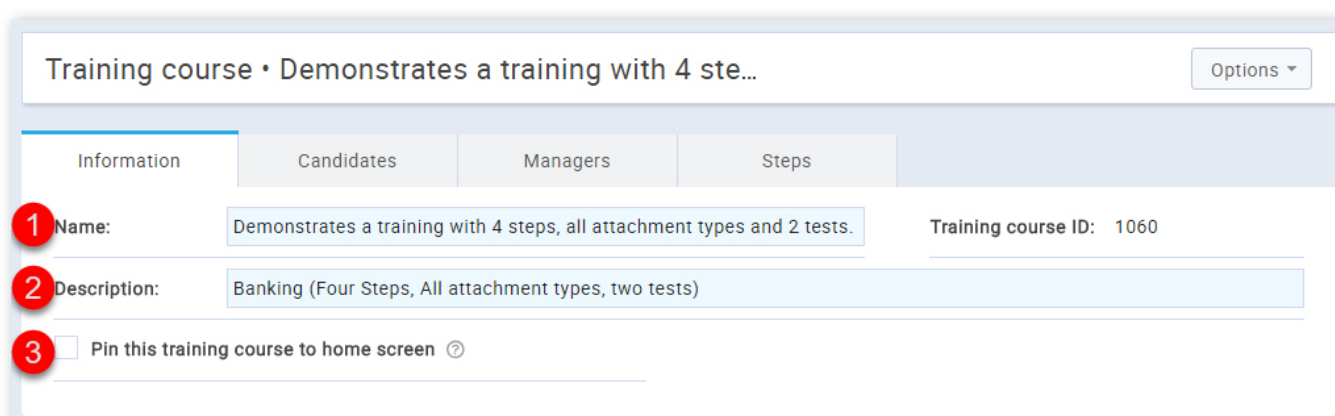 Training course • Demonstrates a training with 4 ste...
Options
Information Candidates Managers Steps
1 Name: Demonstrates a training with 4 steps, all attachment types and 2 tests. Training course ID: 1060
2 Description: Banking (Four Steps, All attachment types, two tests)
3 Pin this training course to home screen ?